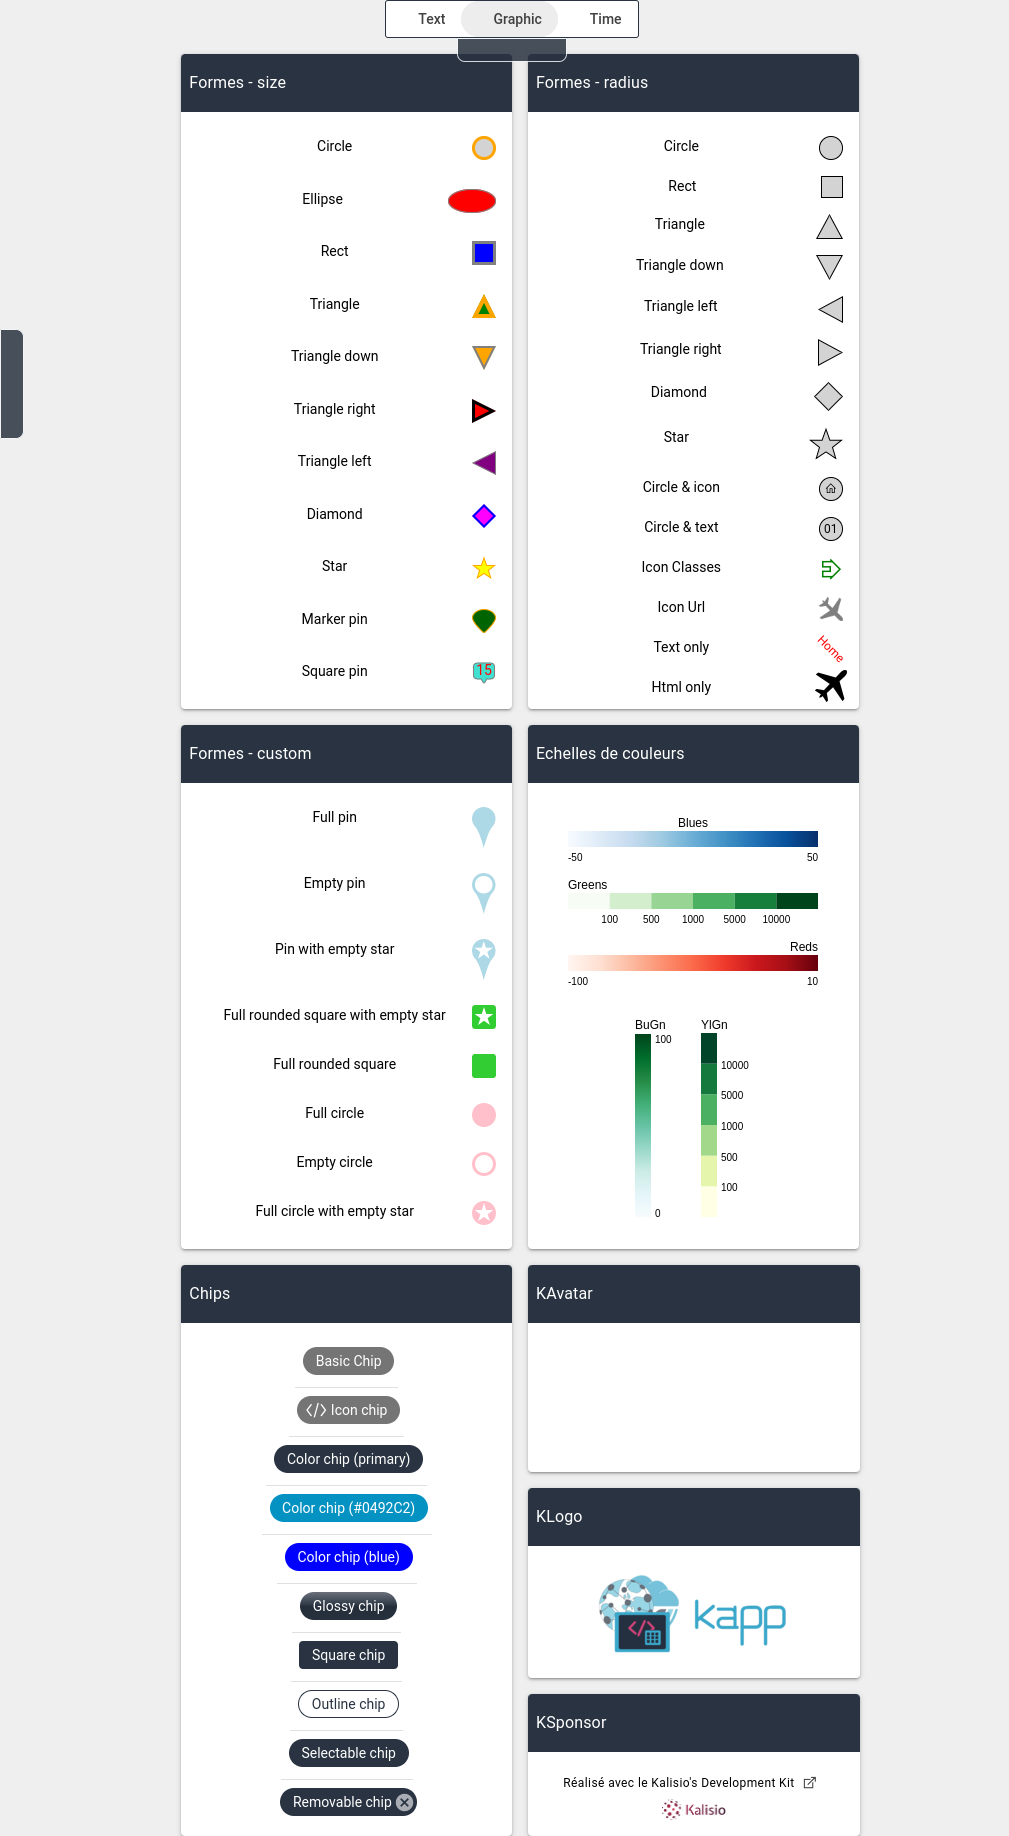 Text Graphic Time
Formes - size
Circle
Ellipse
Rect
Triangle
Triangle down
Triangle right
Triangle left
Diamond
Star
Marker pin
Square pin 15
Formes - radius
Circle
Rect
Triangle
Triangle down
Triangle left
Triangle right
Diamond
Star
Circle & icon
Circle & text 01
Icon Classes
Icon Url
Text only Home
Html only
Formes - custom
Full pin
Empty pin
Pin with empty star
Full rounded square with empty star
Full rounded square
Full circle
Empty circle
Full circle with empty star
Echelles de couleurs
Blues
-50 50
Greens
100 500 1000 5000 10000
Reds
-100 10
BuGn YlGn
100
10000
5000
1000
500
100
0
Chips
Basic Chip
</> Icon chip
Color chip (primary)
Color chip (#0492C2)
Color chip (blue)
Glossy chip
Square chip
Outline chip
Selectable chip
Removable chip
KAvatar
KLogo
</> kapp
KSponsor
Réalisé avec le Kalisio's Development Kit
Kalisio